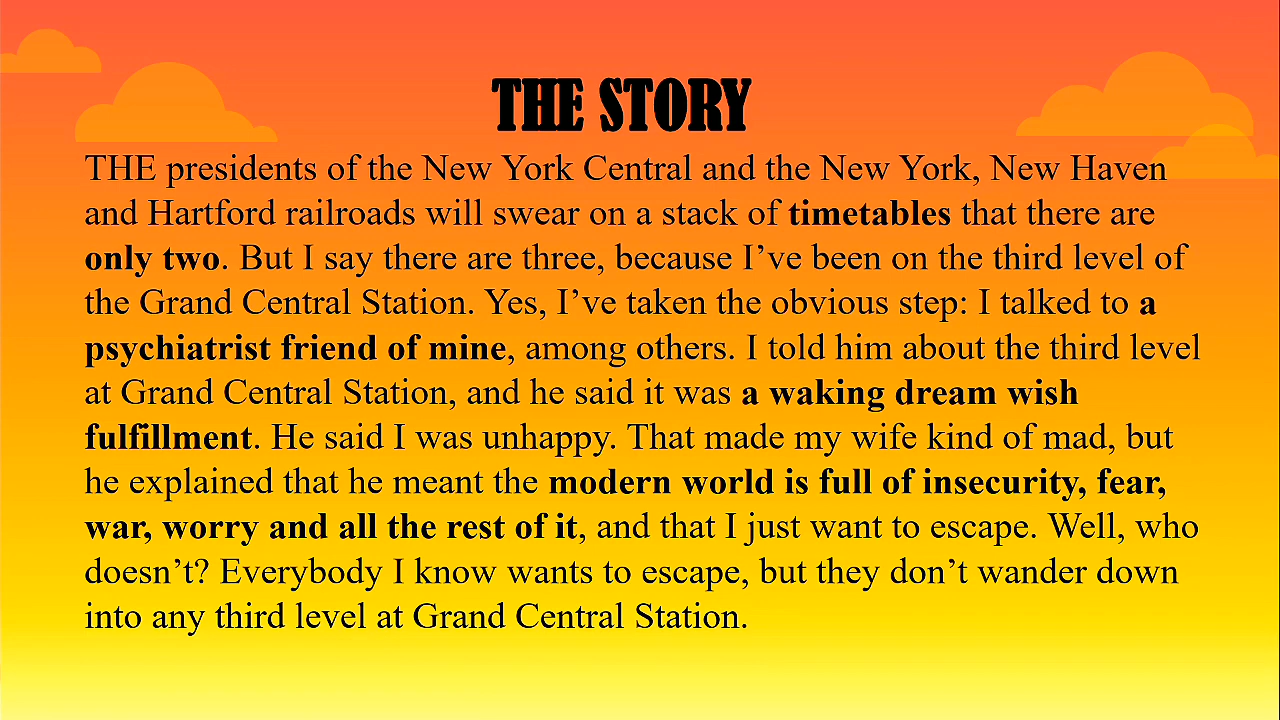 THE STORY
THE presidents of the New York Central and the New York, New Haven
and Hartford railroads will swear on a stack of timetables that there are
only two. But I say there are three, because I’ve been on the third level of
the Grand Central Station. Yes, I’ve taken the obvious step: I talked to a
psychiatrist friend of mine, among others. I told him about the third level
at Grand Central Station, and he said it was a waking dream wish
fulfillment. He said I was unhappy. That made my wife kind of mad, but
he explained that he meant the modern world is full of insecurity, fear,
war, worry and all the rest of it, and that I just want to escape. Well, who
doesn’t? Everybody I know wants to escape, but they don’t wander down
into any third level at Grand Central Station.